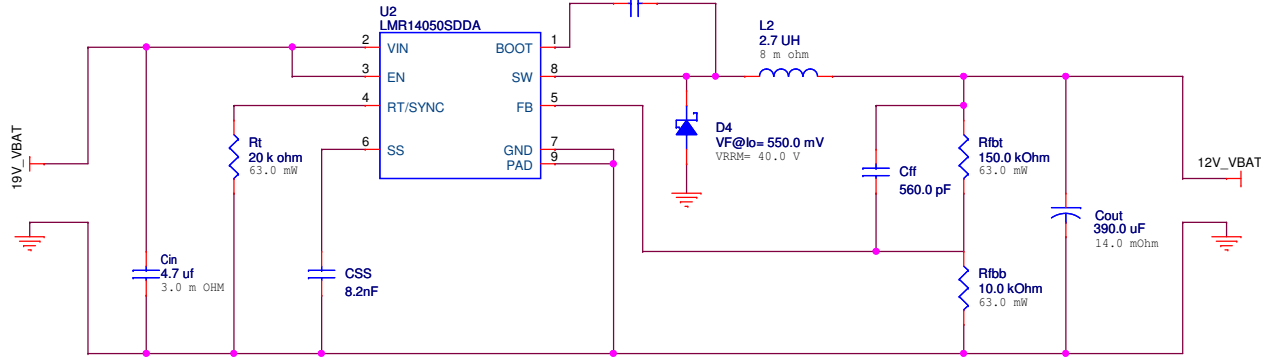 U2
LMR14050SDDA
2
VIN
BOOT
1
3
EN
SW
8
4
RT/SYNC
FB
5
6
SS
GND
7
PAD
9
L2
2.7 UH
8 m ohm
19V_VBAT
Rt
20 k ohm
63.0 mW
D4
VF@Io= 550.0 mV
VRRM= 40.0 V
Cff
560.0 pF
Rfbt
150.0 kOhm
63.0 mW
12V_VBAT
Cout
390.0 uF
14.0 mOhm
Cin
4.7 uf
3.0 m OHM
CSS
8.2nF
Rfbb
10.0 kOhm
63.0 mW